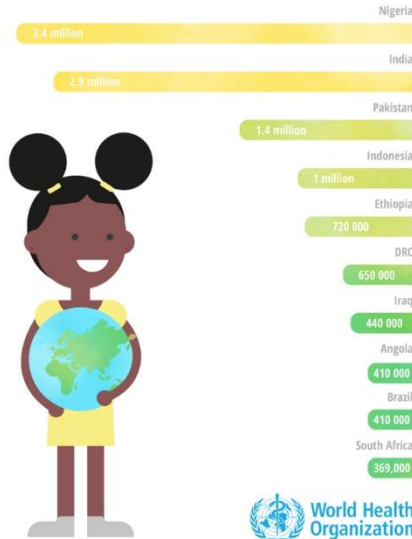 Nigeria
3.4 million
India
2.9 million
Pakistan
1.4 million
Indonesia
1 million
Ethiopia
720 000
DRC
650 000
Iraq
440 000
Angola
410 000
Brazil
410 000
South Africa
369,000
World Health
Organization